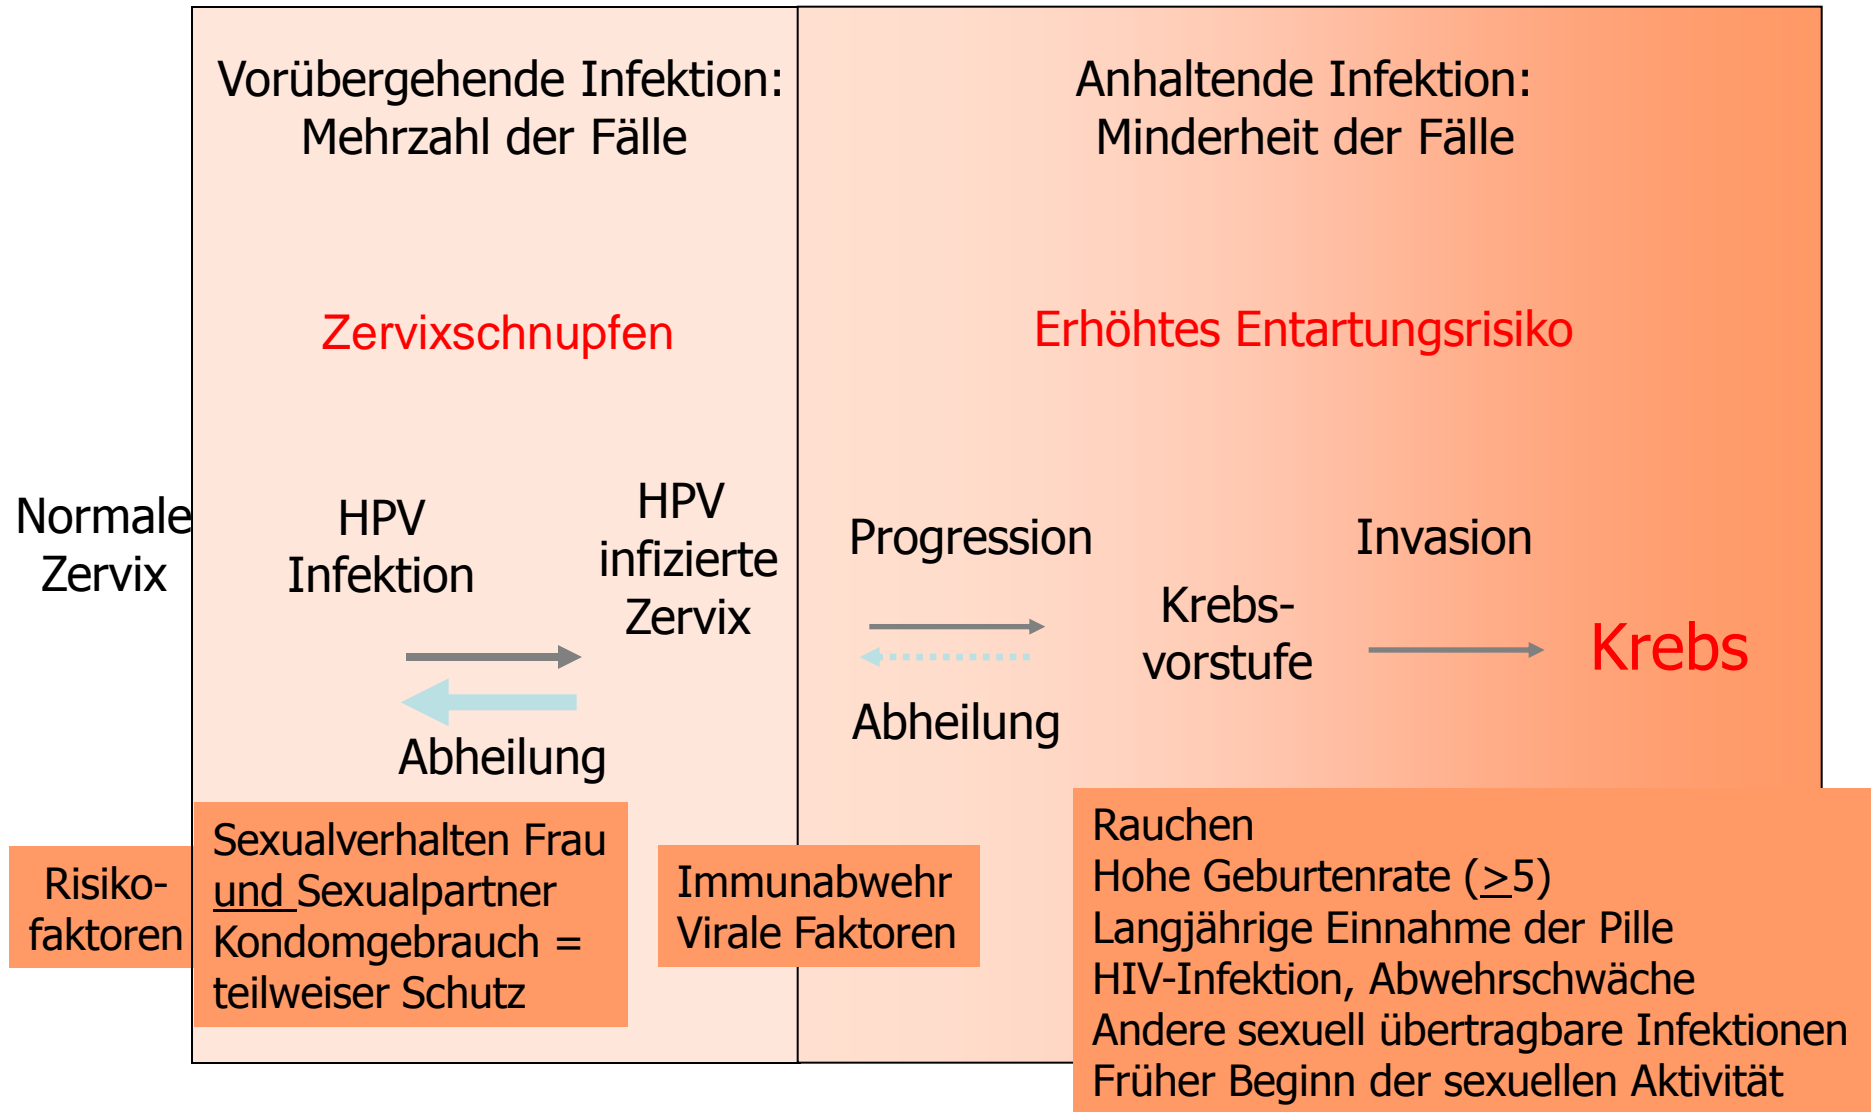 Vorübergehende Infektion:
Mehrzahl der Fälle
Anhaltende Infektion:
Minderheit der Fälle
Zervixschnupfen
Erhöhtes Entartungsrisiko
Normale
Zervix
HPV
Infektion
HPV
infizierte
Zervix
Abheilung
Progression
Abheilung
Krebs-
vorstufe
Invasion
Krebs
Risiko-
faktoren
Sexualverhalten Frau
und Sexualpartner
Kondomgebrauch =
teilweiser Schutz
Immunabwehr
Virale Faktoren
Rauchen
Hohe Geburtenrate (≥5)
Langjährige Einnahme der Pille
HIV-Infektion, Abwehrschwäche
Andere sexuell übertragbare Infektionen
Früher Beginn der sexuellen Aktivität